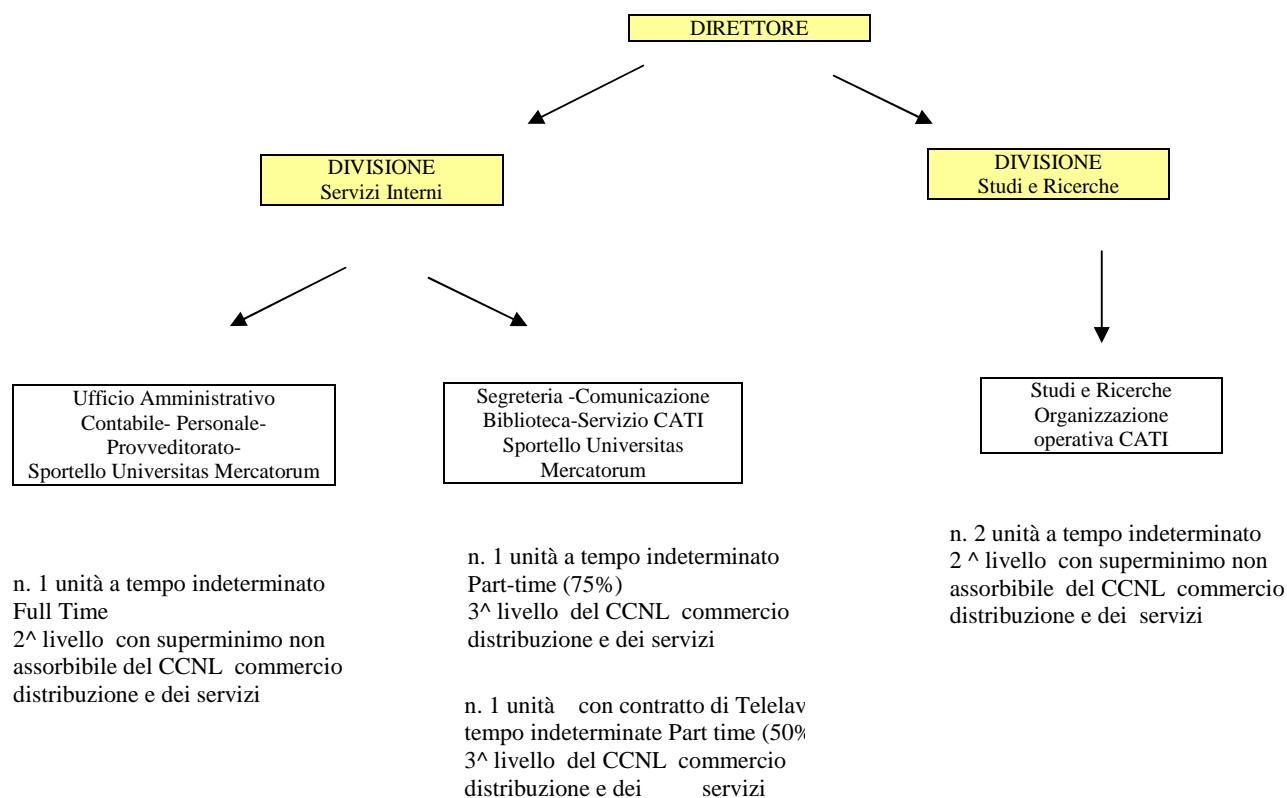 DIRETTORE
DIVISIONE
Servizi Interni
DIVISIONE
Studi e Ricerche
Ufficio Amministrativo
Contabile- Personale-
Provveditorato-
Sportello Universitas Mercatorum
Segreteria -Comunicazione
Biblioteca-Servizio CATI
Sportello Universitas
Mercatorum
Studi e Ricerche
Organizzazione
operativa CATI
n. 1 unità a tempo indeterminato
Full Time
2^ livello con superminimo non
assorbibile del CCNL commercio
distribuzione e dei servizi
n. 1 unità a tempo indeterminato
Part-time (75%)
3^ livello del CCNL commercio
distribuzione e dei servizi
n. 1 unità con contratto di Telelav
tempo indeterminate Part time (50%
3^ livello del CCNL commercio
distribuzione e dei servizi
n. 2 unità a tempo indeterminato
2 ^ livello con superminimo non
assorbibile del CCNL commercio
distribuzione e dei servizi